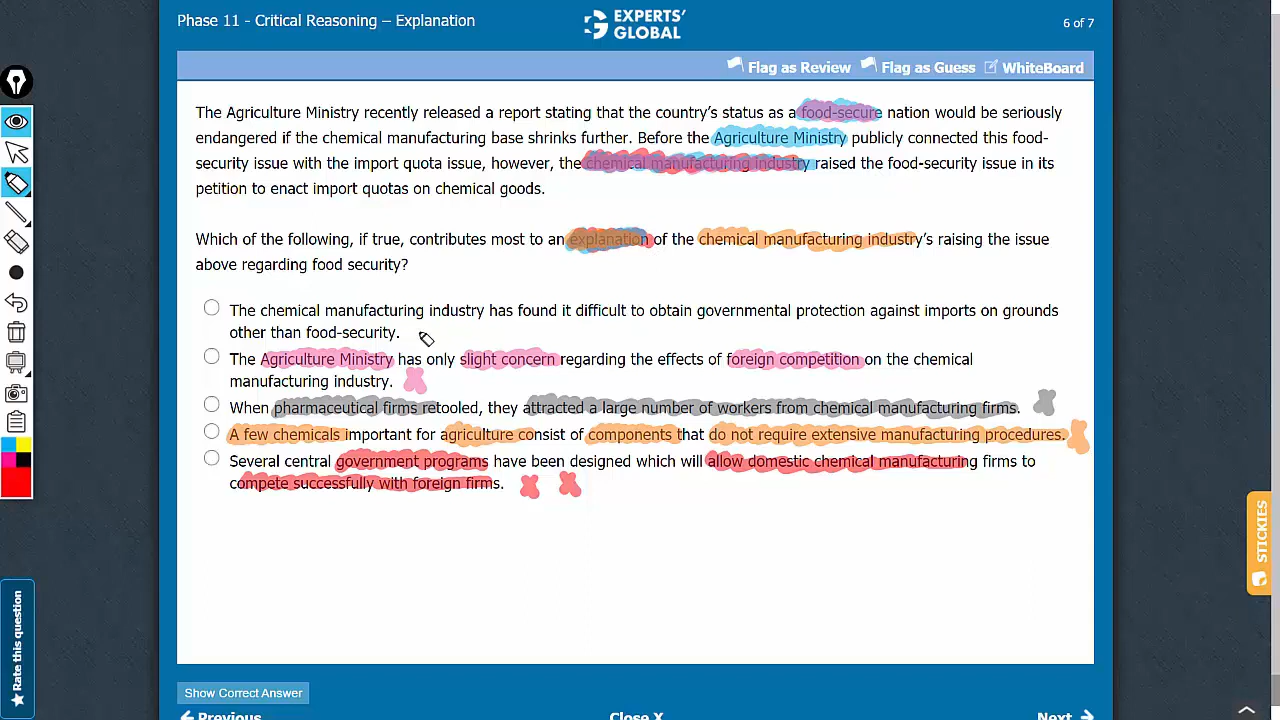 Phase 11 - Critical Reasoning – Explanation
EXPERTS'
GLOBAL
6 of 7
Flag as Review
Flag as Guess
WhiteBoard
The Agriculture Ministry recently released a report stating that the country's status as a food-secure nation would be seriously
endangered if the chemical manufacturing base shrinks further. Before the Agriculture Ministry publicly connected this food-
security issue with the import quota issue, however, the chemical manufacturing industry raised the food-security issue in its
petition to enact import quotas on chemical goods.
Which of the following, if true, contributes most to an explanation of the chemical manufacturing industry's raising the issue
above regarding food security?
The chemical manufacturing industry has found it difficult to obtain governmental protection against imports on grounds
other than food-security.
The Agriculture Ministry has only slight concern regarding the effects of foreign competition on the chemical
manufacturing industry.
When pharmaceutical firms retooled, they attracted a large number of workers from chemical manufacturing firms.
A few chemicals important for agriculture consist of components that do not require extensive manufacturing procedures.
Several central government programs have been designed which will allow domestic chemical manufacturing firms to
compete successfully with foreign firms.
STICKIES
Rate this question
Show Correct Answer
Previous
Close X
Next